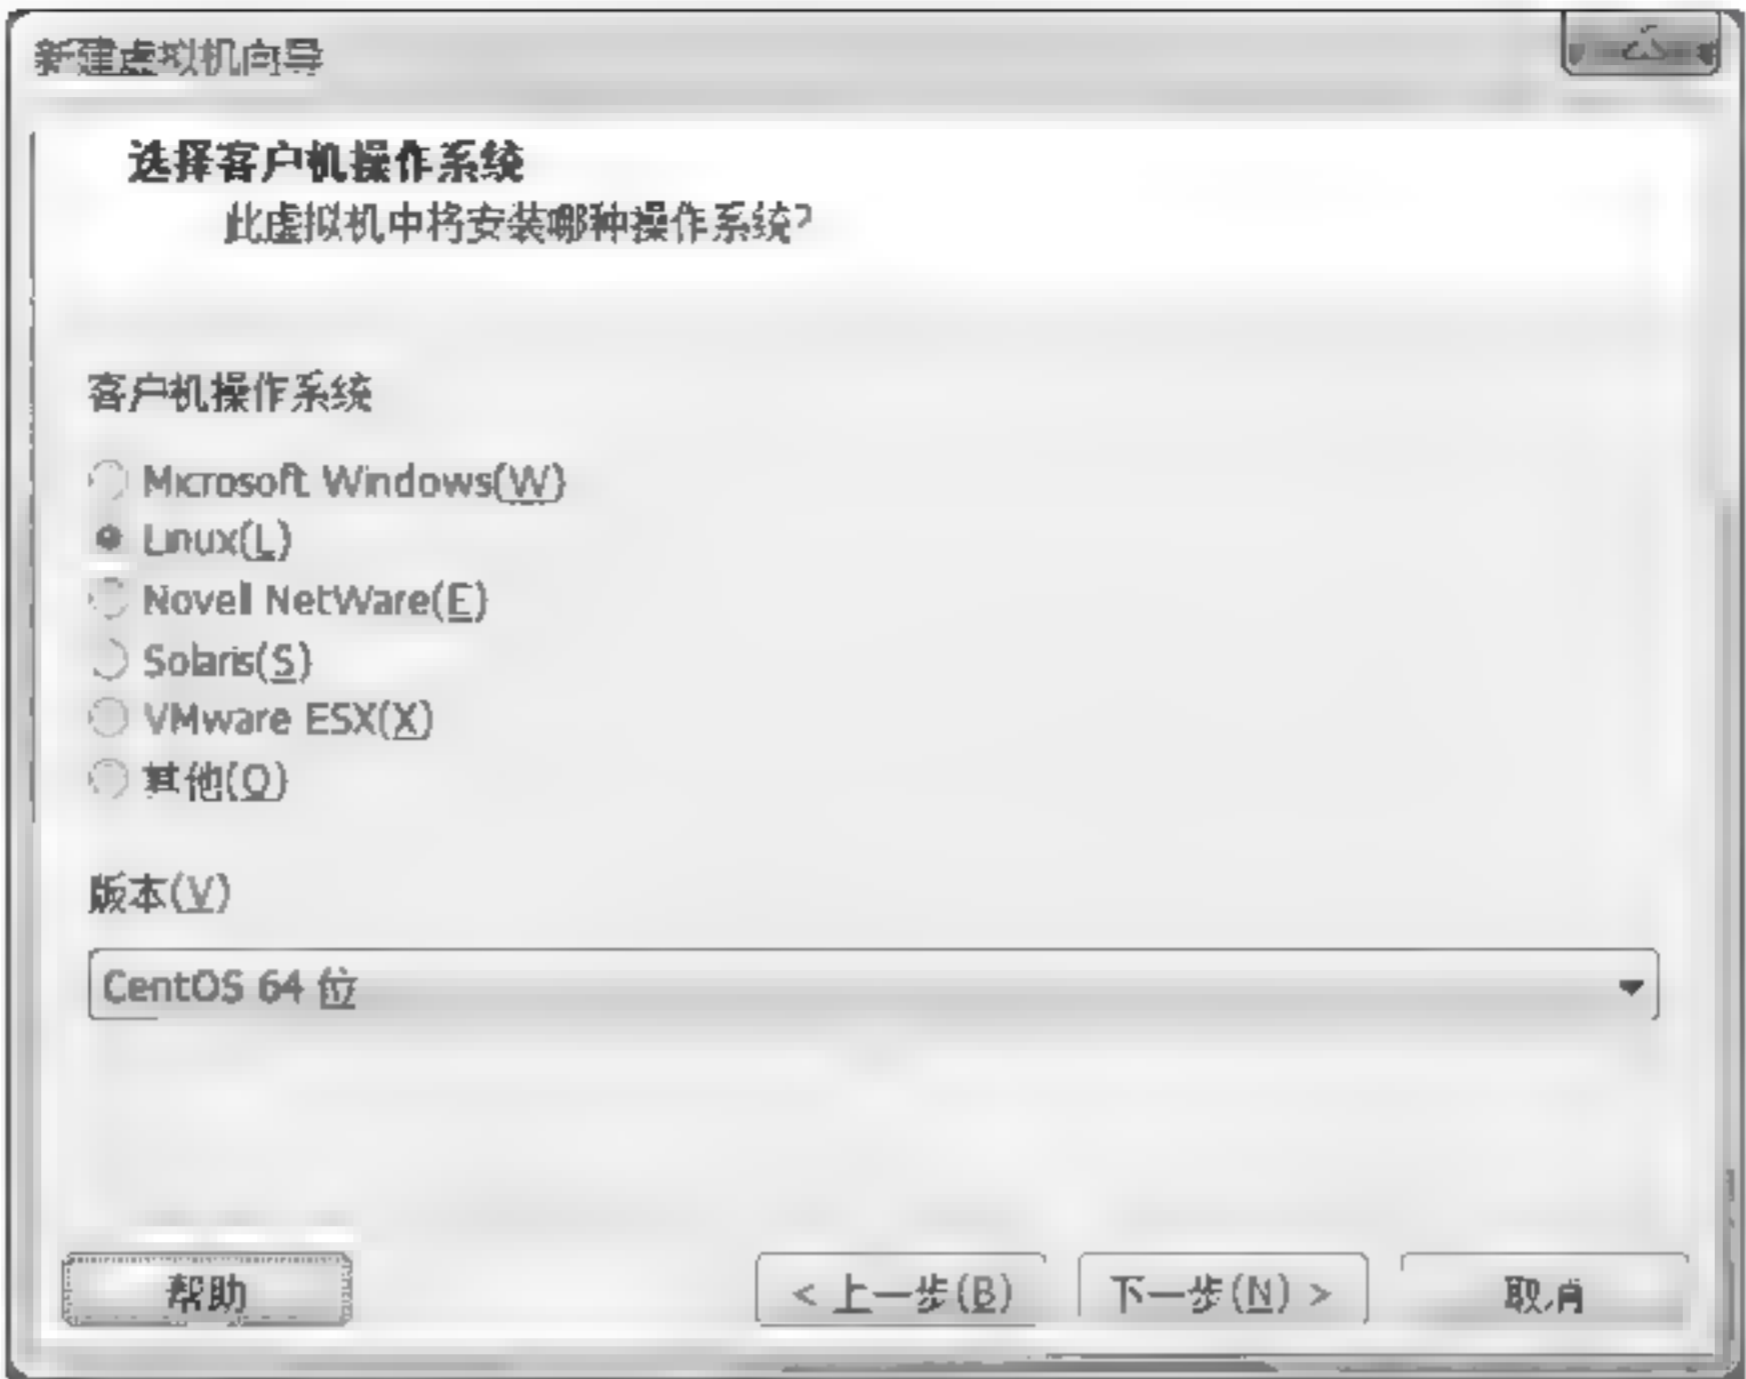 新建虚拟机向导
选择客户机操作系统
此虚拟机中将安装哪种操作系统?
客户机操作系统
Microsoft Windows(W)
Linux(L)
Novell NetWare(E)
Solaris(S)
VMware ESX(X)
其他(O)
版本(V)
CentOS 64 位
帮助
< 上一步(B)
下一步(N) >
取消